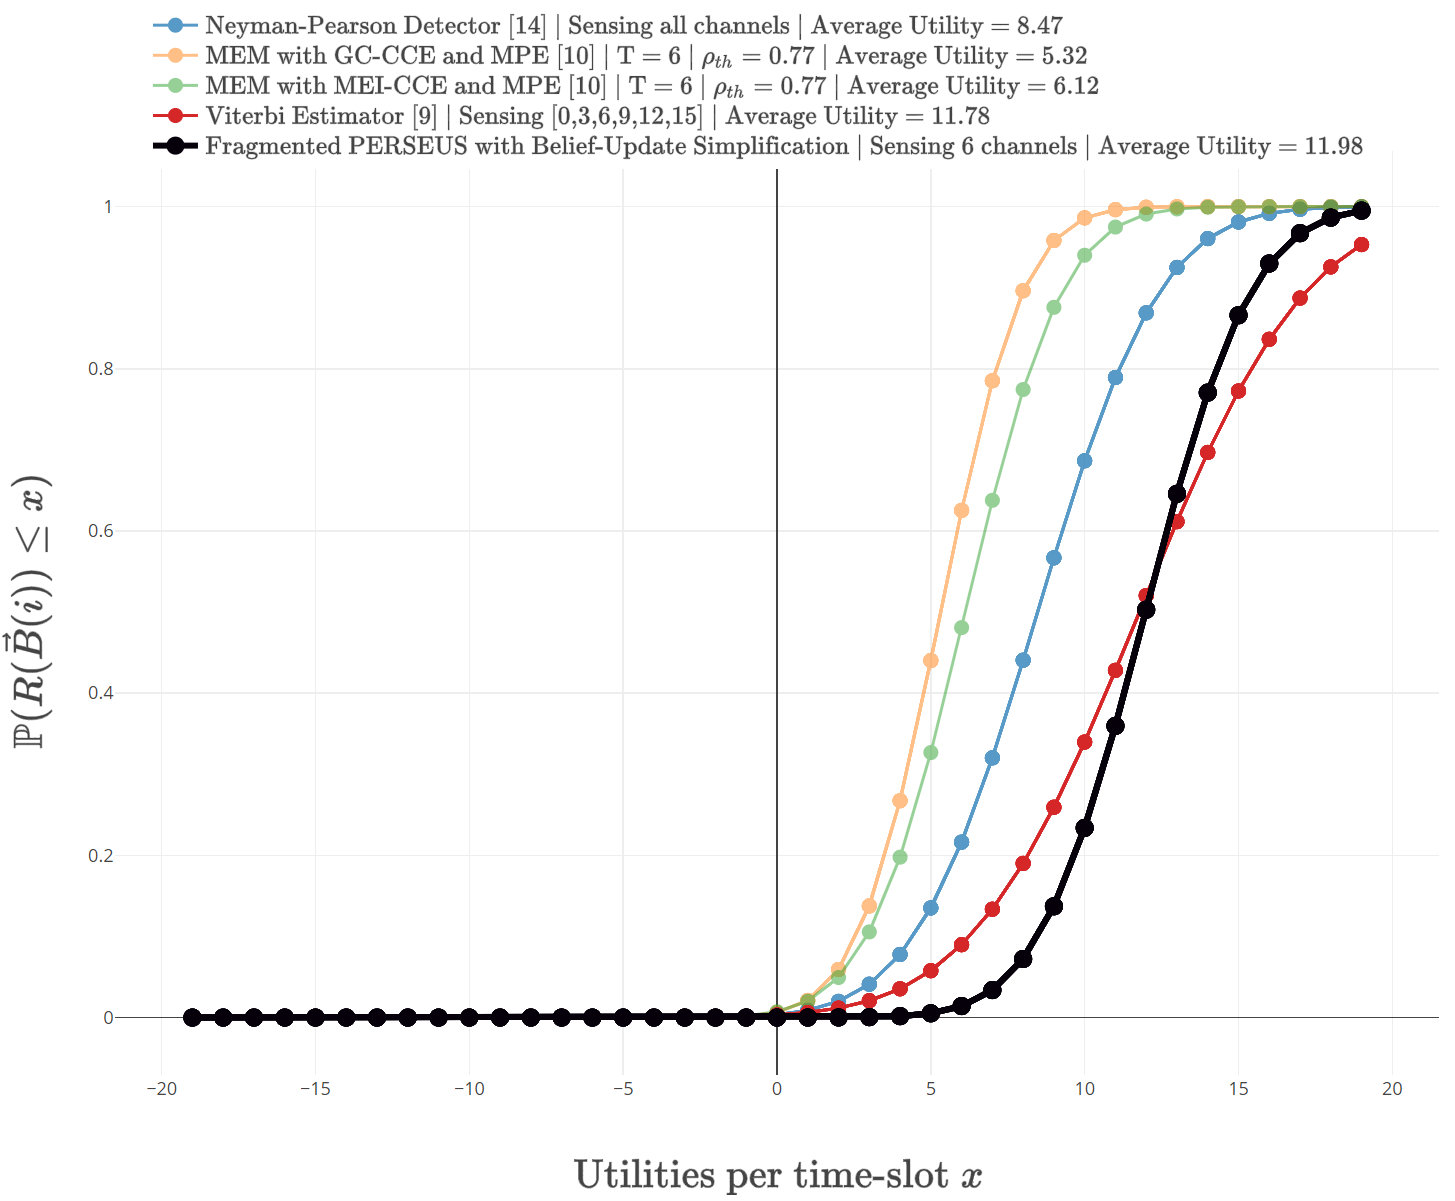 Neyman-Pearson Detector [14] | Sensing all channels | Average Utility = 8.47
MEM with GC-CCE and MPE [10] | T = 6 | ρ_th = 0.77 | Average Utility = 5.32
MEM with MEI-CCE and MPE [10] | T = 6 | ρ_th = 0.77 | Average Utility = 6.12
Viterbi Estimator [9] | Sensing [0,3,6,9,12,15] | Average Utility = 11.78
Fragmented PERSEUS with Belief-Update Simplification | Sensing 6 channels | Average Utility = 11.98
1
0.8
0.6
0.4
0.2
0
ℙ(R(B⃗(i)) ≤ x)
−20 −15 −10 −5 0 5 10 15 20
Utilities per time-slot x